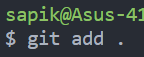 sapik@Asus-41
$ git add .